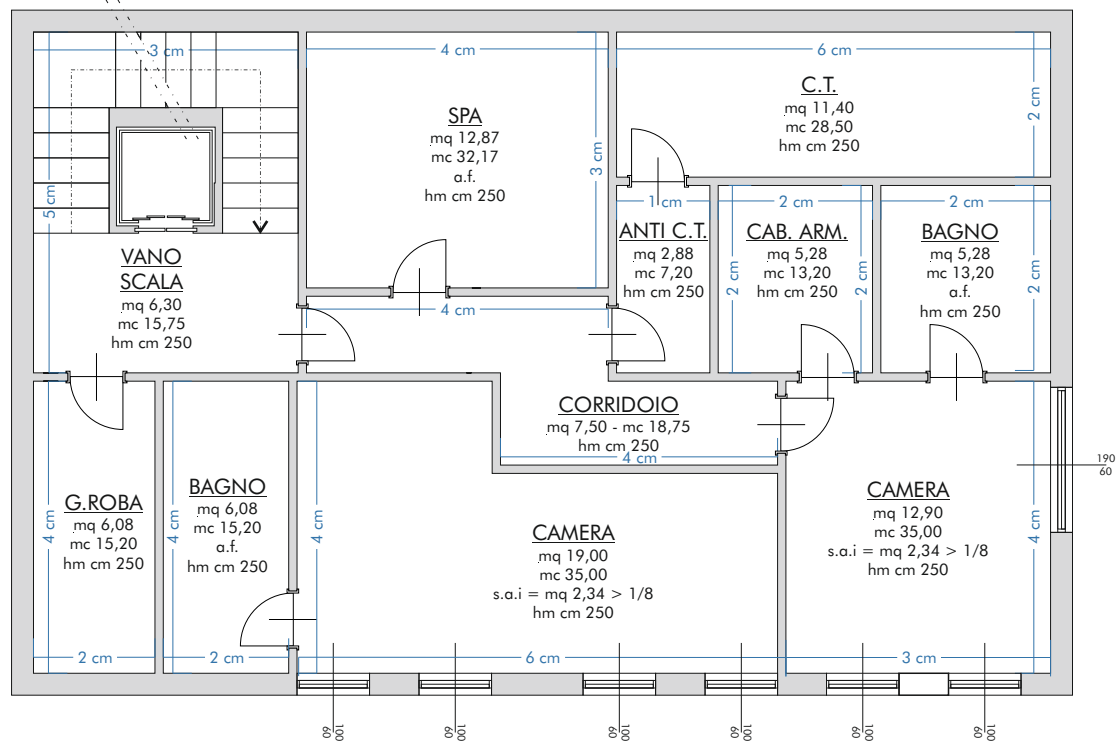 3 cm
4 cm
6 cm
5 cm
3 cm
2 cm
SPA
mq 12,87
mc 32,17
a.f.
hm cm 250
C.T.
mq 11,40
mc 28,50
hm cm 250
1 cm
2 cm
2 cm
VANO
SCALA
mq 6,30
mc 15,75
hm cm 250
ANTI C.T.
mq 2,88
mc 7,20
hm cm 250
CAB. ARM.
mq 5,28
mc 13,20
hm cm 250
BAGNO
mq 5,28
mc 13,20
a.f.
hm cm 250
2 cm
2 cm
2 cm
4 cm
CORRIDOIO
mq 7,50 - mc 18,75
hm cm 250
4 cm
190
60
G.ROBA
mq 6,08
mc 15,20
hm cm 250
BAGNO
mq 6,08
mc 15,20
a.f.
hm cm 250
CAMERA
mq 19,00
mc 35,00
s.a.i = mq 2,34 > 1/8
hm cm 250
CAMERA
mq 12,90
mc 35,00
s.a.i = mq 2,34 > 1/8
hm cm 250
4 cm
4 cm
4 cm
4 cm
2 cm
2 cm
6 cm
3 cm
100
60
100
60
100
60
100
60
100
60
100
60